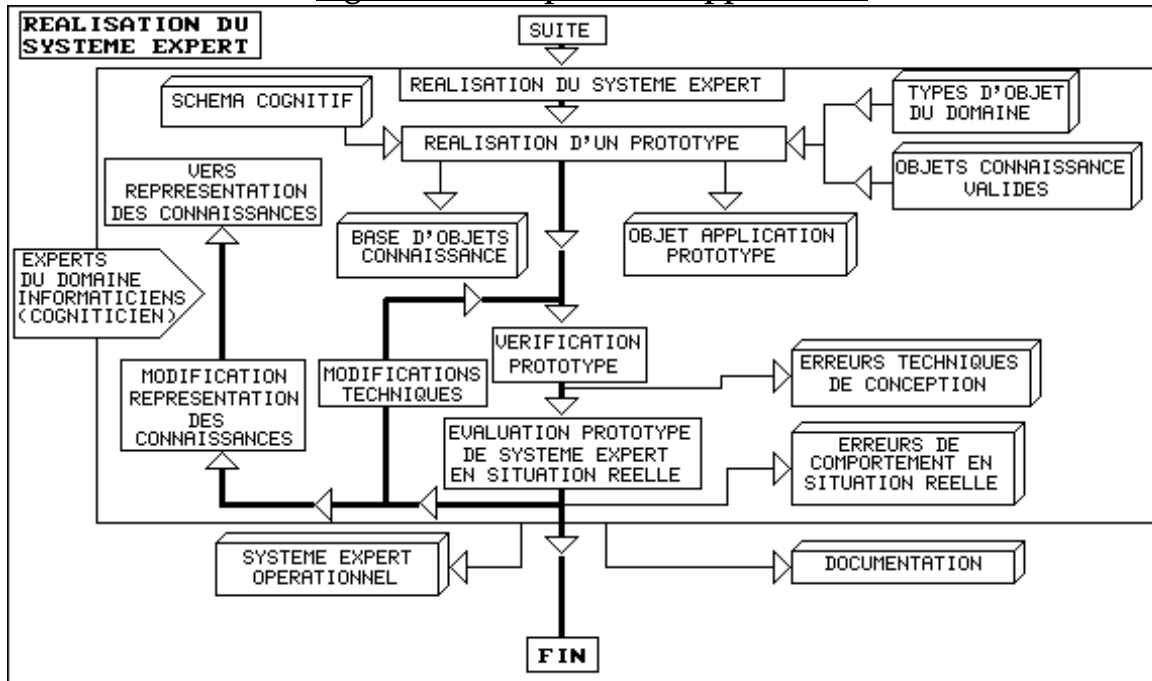 REALISATION DU
SYSTEME EXPERT
SUITE
REALISATION DU SYSTEME EXPERT
SCHEMA COGNITIF
TYPES D'OBJET
DU DOMAINE
REALISATION D'UN PROTOTYPE
VERS
REPRRESENTATION
DES CONNAISSANCES
OBJETS CONNAISSANCE
VALIDES
BASE D'OBJETS
CONNAISSANCE
OBJET APPLICATION
PROTOTYPE
EXPERTS
DU DOMAINE
INFORMATICIENS
(COGNITICIEN)
VERIFICATION
PROTOTYPE
MODIFICATION
REPRESENTATION
DES
CONNAISSANCES
MODIFICATIONS
TECHNIQUES
ERREURS TECHNIQUES
DE CONCEPTION
EVALUATION PROTOTYPE
DE SYSTEME EXPERT
EN SITUATION REELLE
ERREURS DE
COMPORTEMENT EN
SITUATION REELLE
SYSTEME EXPERT
OPERATIONNEL
DOCUMENTATION
FIN